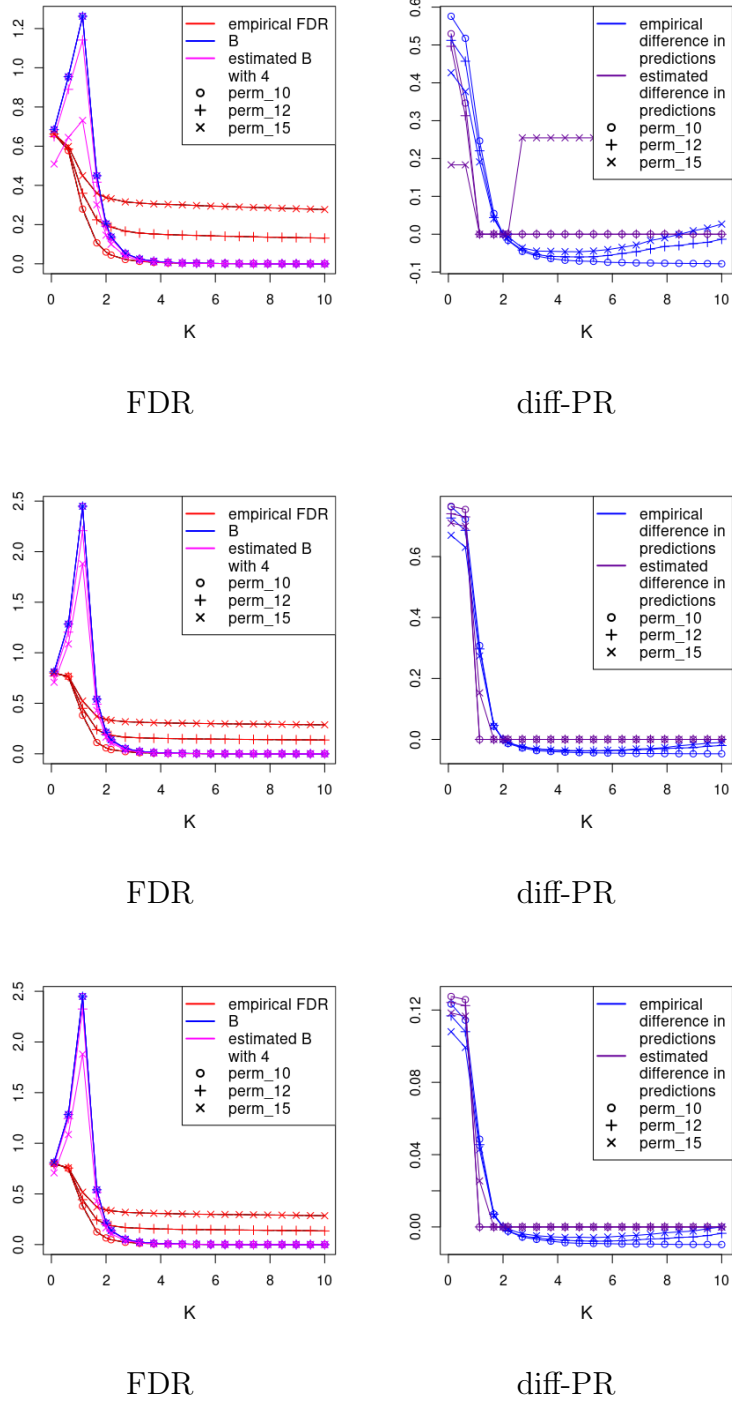 1.2
1.0
0.8
0.6
0.4
0.2
0.0
empirical FDR
B
estimated B
with 4
perm_10
perm_12
perm_15
0 2 4 6 8 10
K
FDR
0.6
0.5
0.4
0.3
0.2
0.1
0.0
-0.1
empirical
difference in
predictions
estimated
difference in
predictions
perm_10
perm_12
perm_15
0 2 4 6 8 10
K
diff-PR
2.5
2.0
1.5
1.0
0.5
0.0
empirical FDR
B
estimated B
with 4
perm_10
perm_12
perm_15
0 2 4 6 8 10
K
FDR
0.6
0.4
0.2
0.0
empirical
difference in
predictions
estimated
difference in
predictions
perm_10
perm_12
perm_15
0 2 4 6 8 10
K
diff-PR
2.5
2.0
1.5
1.0
0.5
0.0
empirical FDR
B
estimated B
with 4
perm_10
perm_12
perm_15
0 2 4 6 8 10
K
FDR
0.12
0.08
0.04
0.00
empirical
difference in
predictions
estimated
difference in
predictions
perm_10
perm_12
perm_15
0 2 4 6 8 10
K
diff-PR